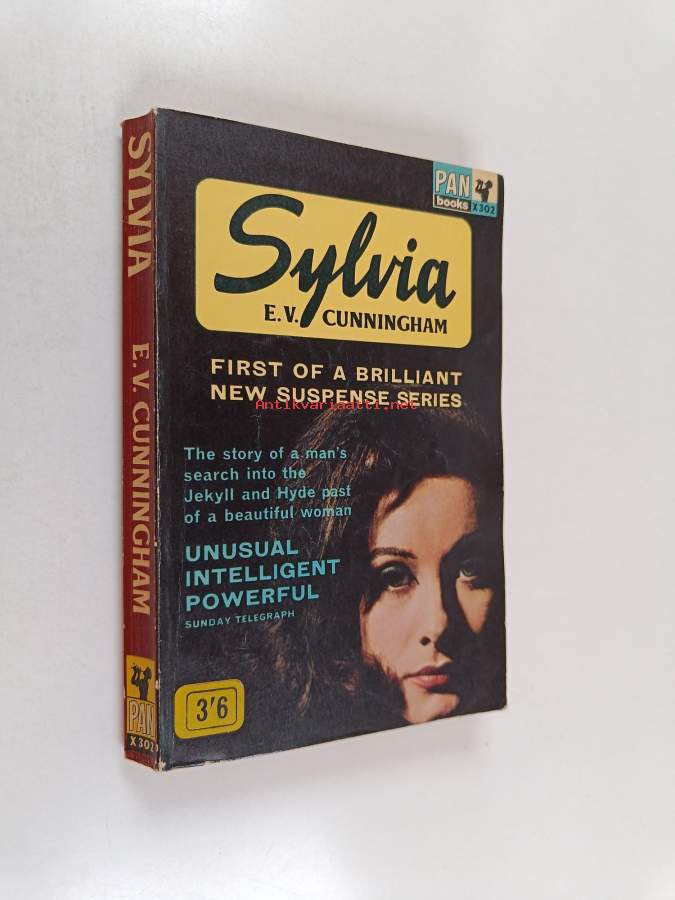 SYLVIA
E.V. CUNNINGHAM
PAN
X302
PAN
books
X302
Sylvia
E.V. CUNNINGHAM
FIRST OF A BRILLIANT
NEW SUSPENSE SERIES
Antikvariaatti.net
The story of a man's
search into the
Jekyll and Hyde past
of a beautiful woman
UNUSUAL
INTELLIGENT
POWERFUL
SUNDAY TELEGRAPH
3'6